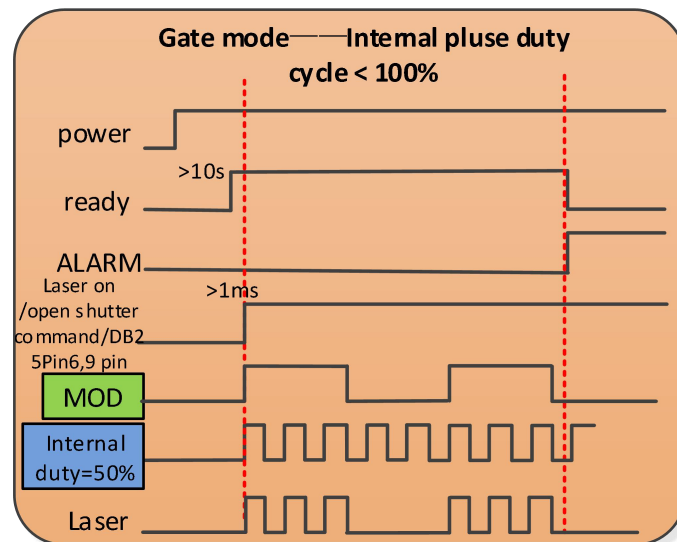 Gate mode——Internal pluse duty
cycle < 100%
power
>10s
ready
ALARM
Laser on
>1ms
/open shutter
command/DB2
5Pin6,9 pin
MOD
Internal
duty=50%
Laser